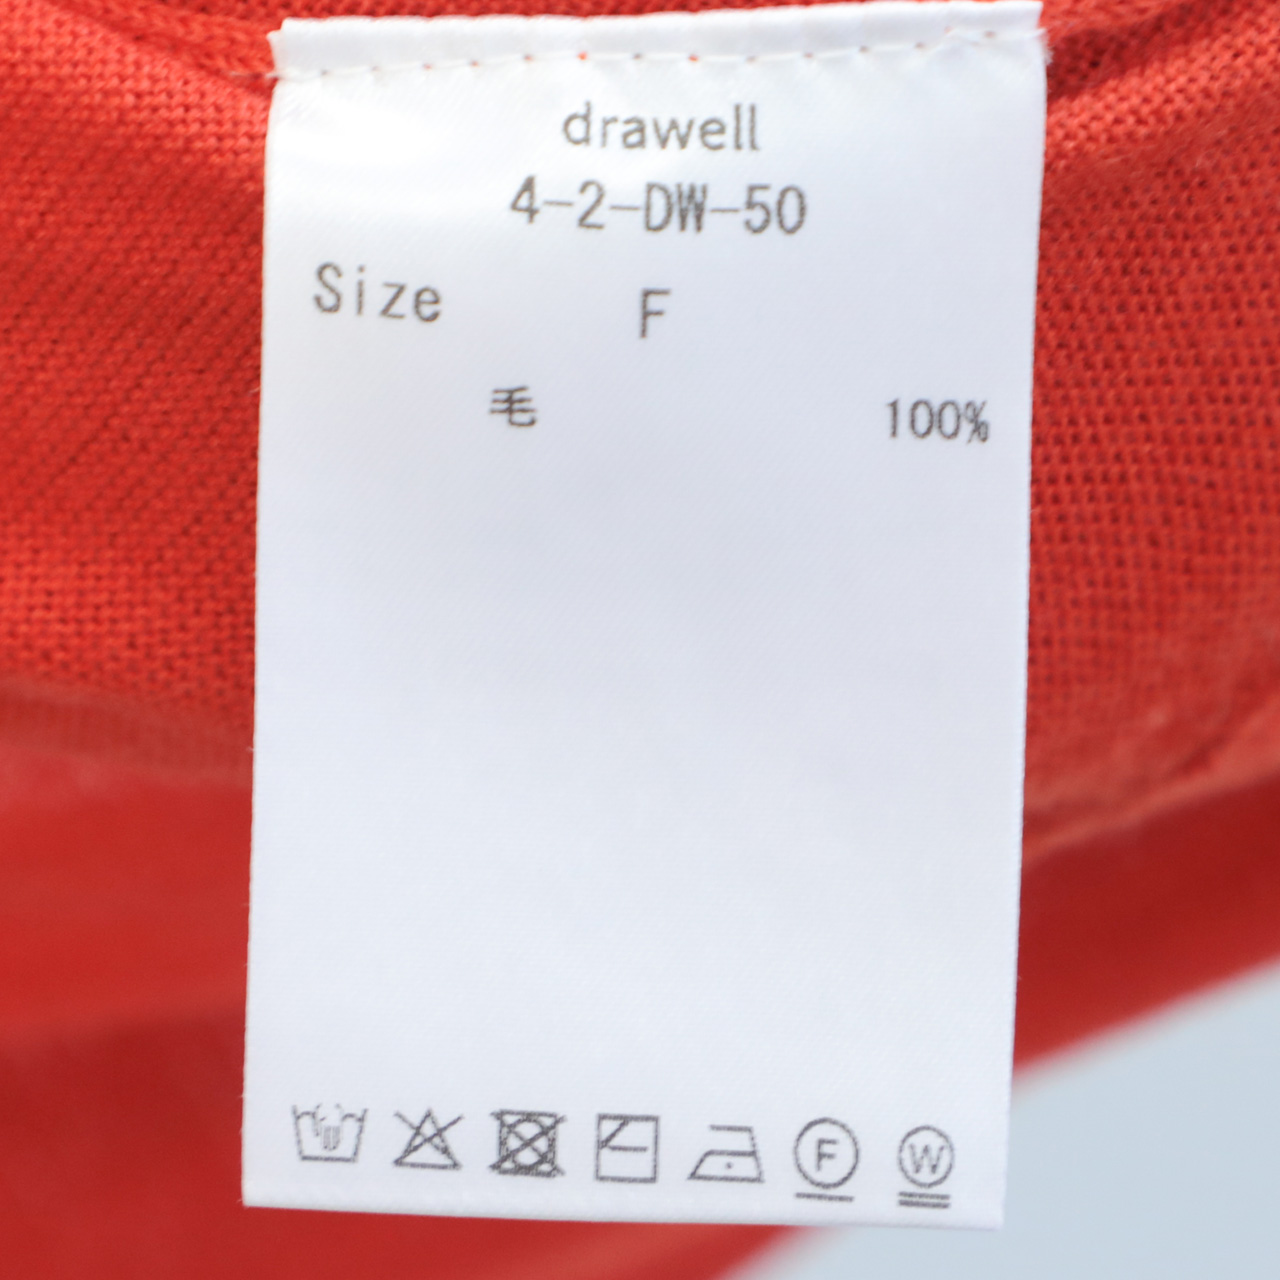 drawell
4-2-DW-50
Size F
毛 100%
F W